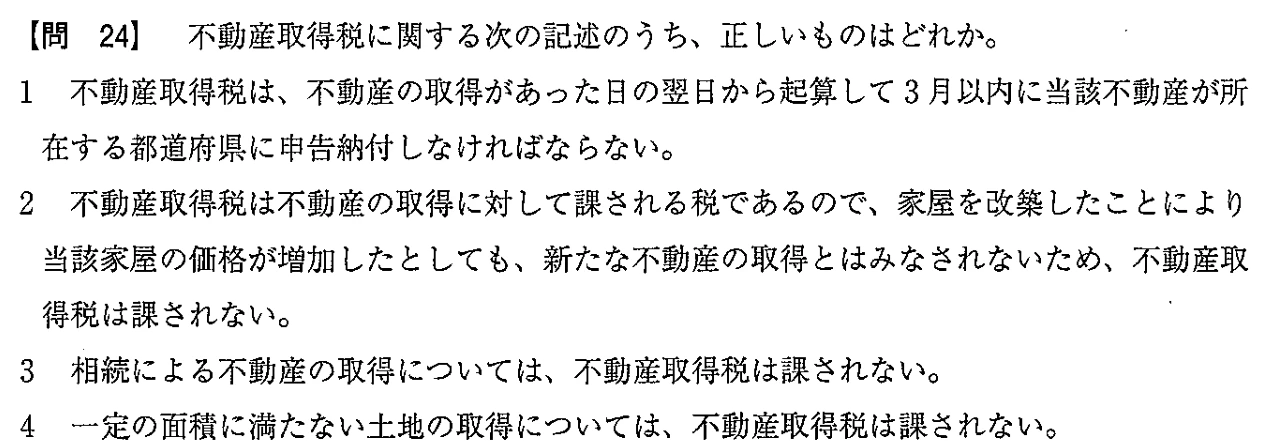 【問 24】 不動産取得税に関する次の記述のうち、正しいものはどれか。
1 不動産取得税は、不動産の取得があった日の翌日から起算して3月以内に当該不動産が所
在する都道府県に申告納付しなければならない。
2 不動産取得税は不動産の取得に対して課される税であるので、家屋を改築したことにより
当該家屋の価格が増加したとしても、新たな不動産の取得とはみなされないため、不動産取
得税は課されない。
3 相続による不動産の取得については、不動産取得税は課されない。
4 一定の面積に満たない土地の取得については、不動産取得税は課されない。